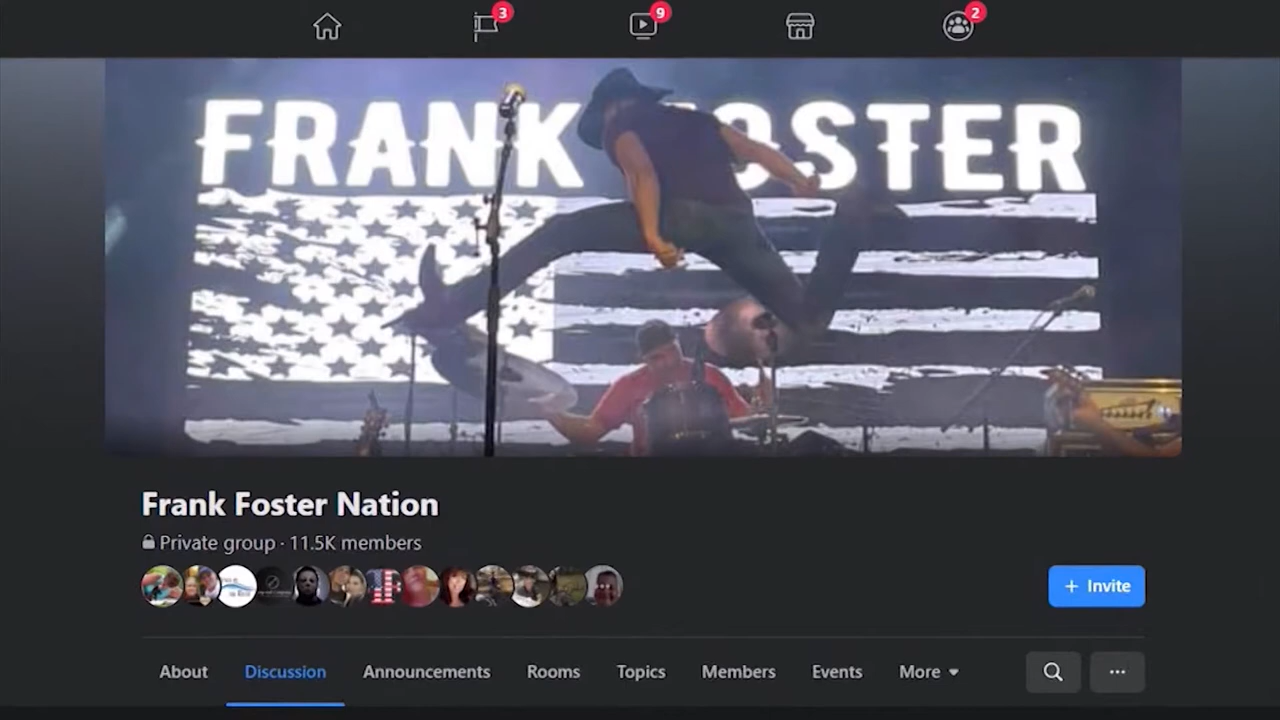 3
9
2
FRANK FOSTER
Frank Foster Nation
Private group · 11.5K members
+ Invite
About Discussion Announcements Rooms Topics Members Events More